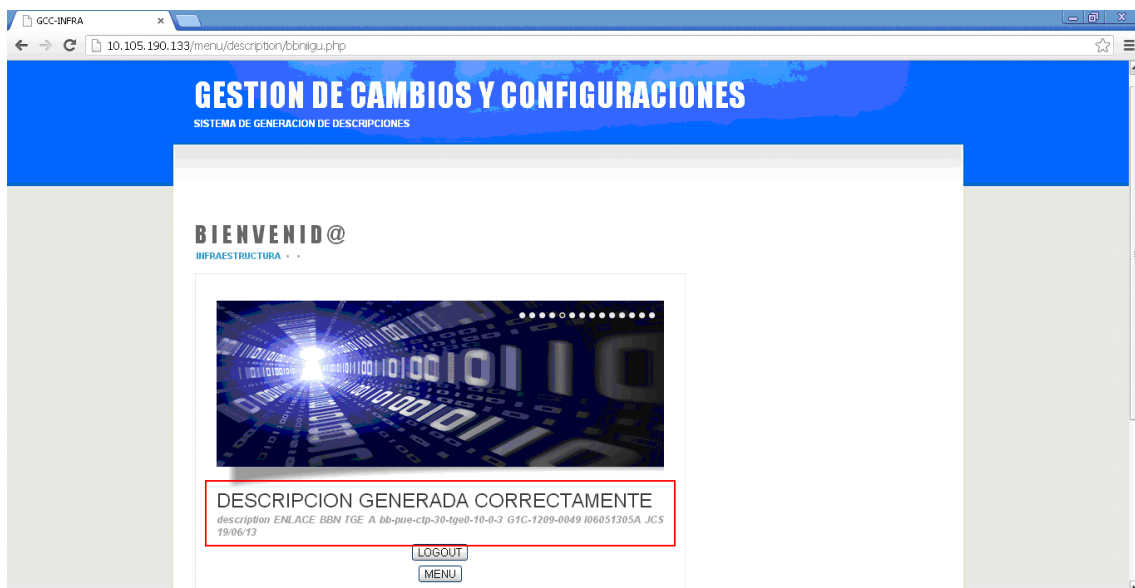 GCC-INFRA
10.105.190.133/menu/description/bbniigu.php
GESTION DE CAMBIOS Y CONFIGURACIONES
SISTEMA DE GENERACION DE DESCRIPCIONES
BIENVENID@
INFRAESTRUCTURA
DESCRIPCION GENERADA CORRECTAMENTE
description ENLACE BBN TGE A bb-pue-ctp-30-tge0-10-0-3 G1C-1209-0049 I06051305A JCS
19/06/13
LOGOUT
MENU